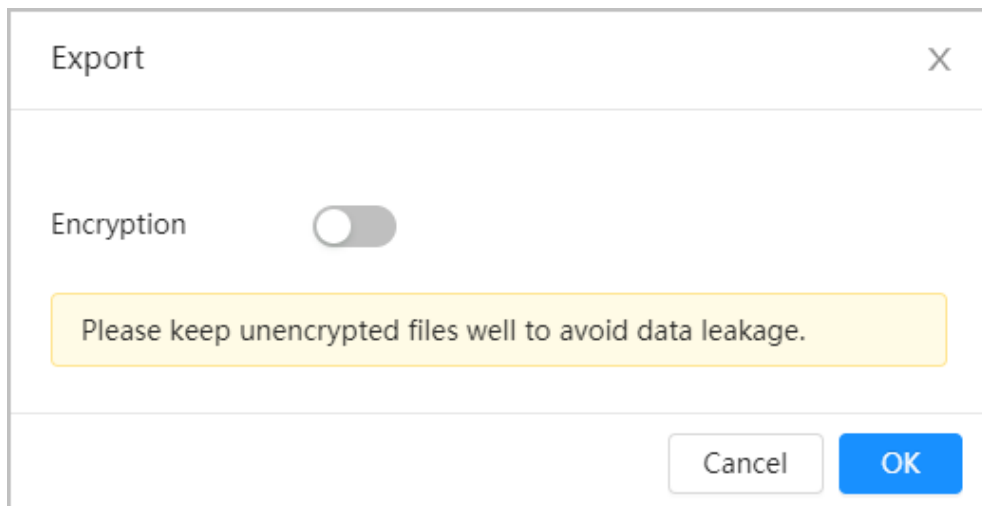 Export
Encryption
Please keep unencrypted files well to avoid data leakage.
Cancel
OK